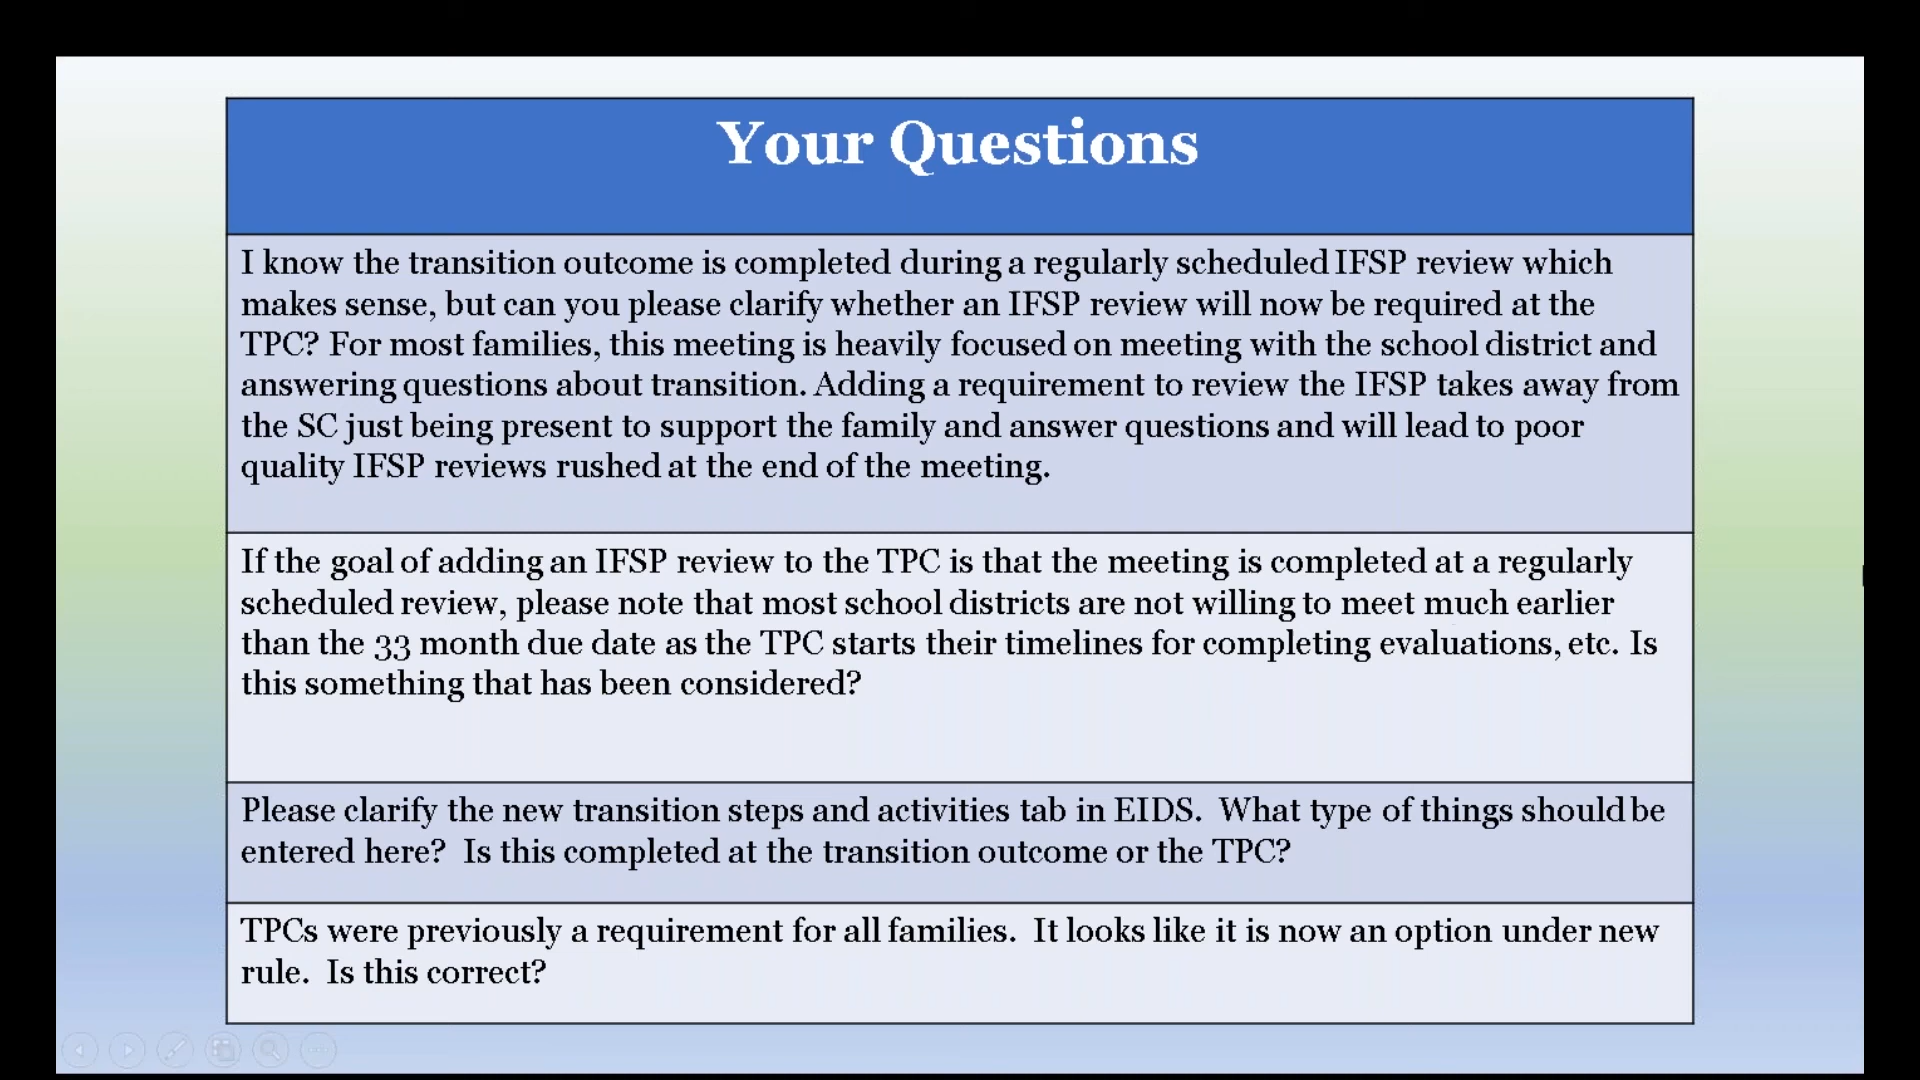 Your Questions
I know the transition outcome is completed during a regularly scheduled IFSP review which
makes sense, but can you please clarify whether an IFSP review will now be required at the
TPC? For most families, this meeting is heavily focused on meeting with the school district and
answering questions about transition. Adding a requirement to review the IFSP takes away from
the SC just being present to support the family and answer questions and will lead to poor
quality IFSP reviews rushed at the end of the meeting.
If the goal of adding an IFSP review to the TPC is that the meeting is completed at a regularly
scheduled review, please note that most school districts are not willing to meet much earlier
than the 33 month due date as the TPC starts their timelines for completing evaluations, etc. Is
this something that has been considered?
Please clarify the new transition steps and activities tab in EIDS.  What type of things should be
entered here?  Is this completed at the transition outcome or the TPC?
TPCs were previously a requirement for all families.  It looks like it is now an option under new
rule.  Is this correct?